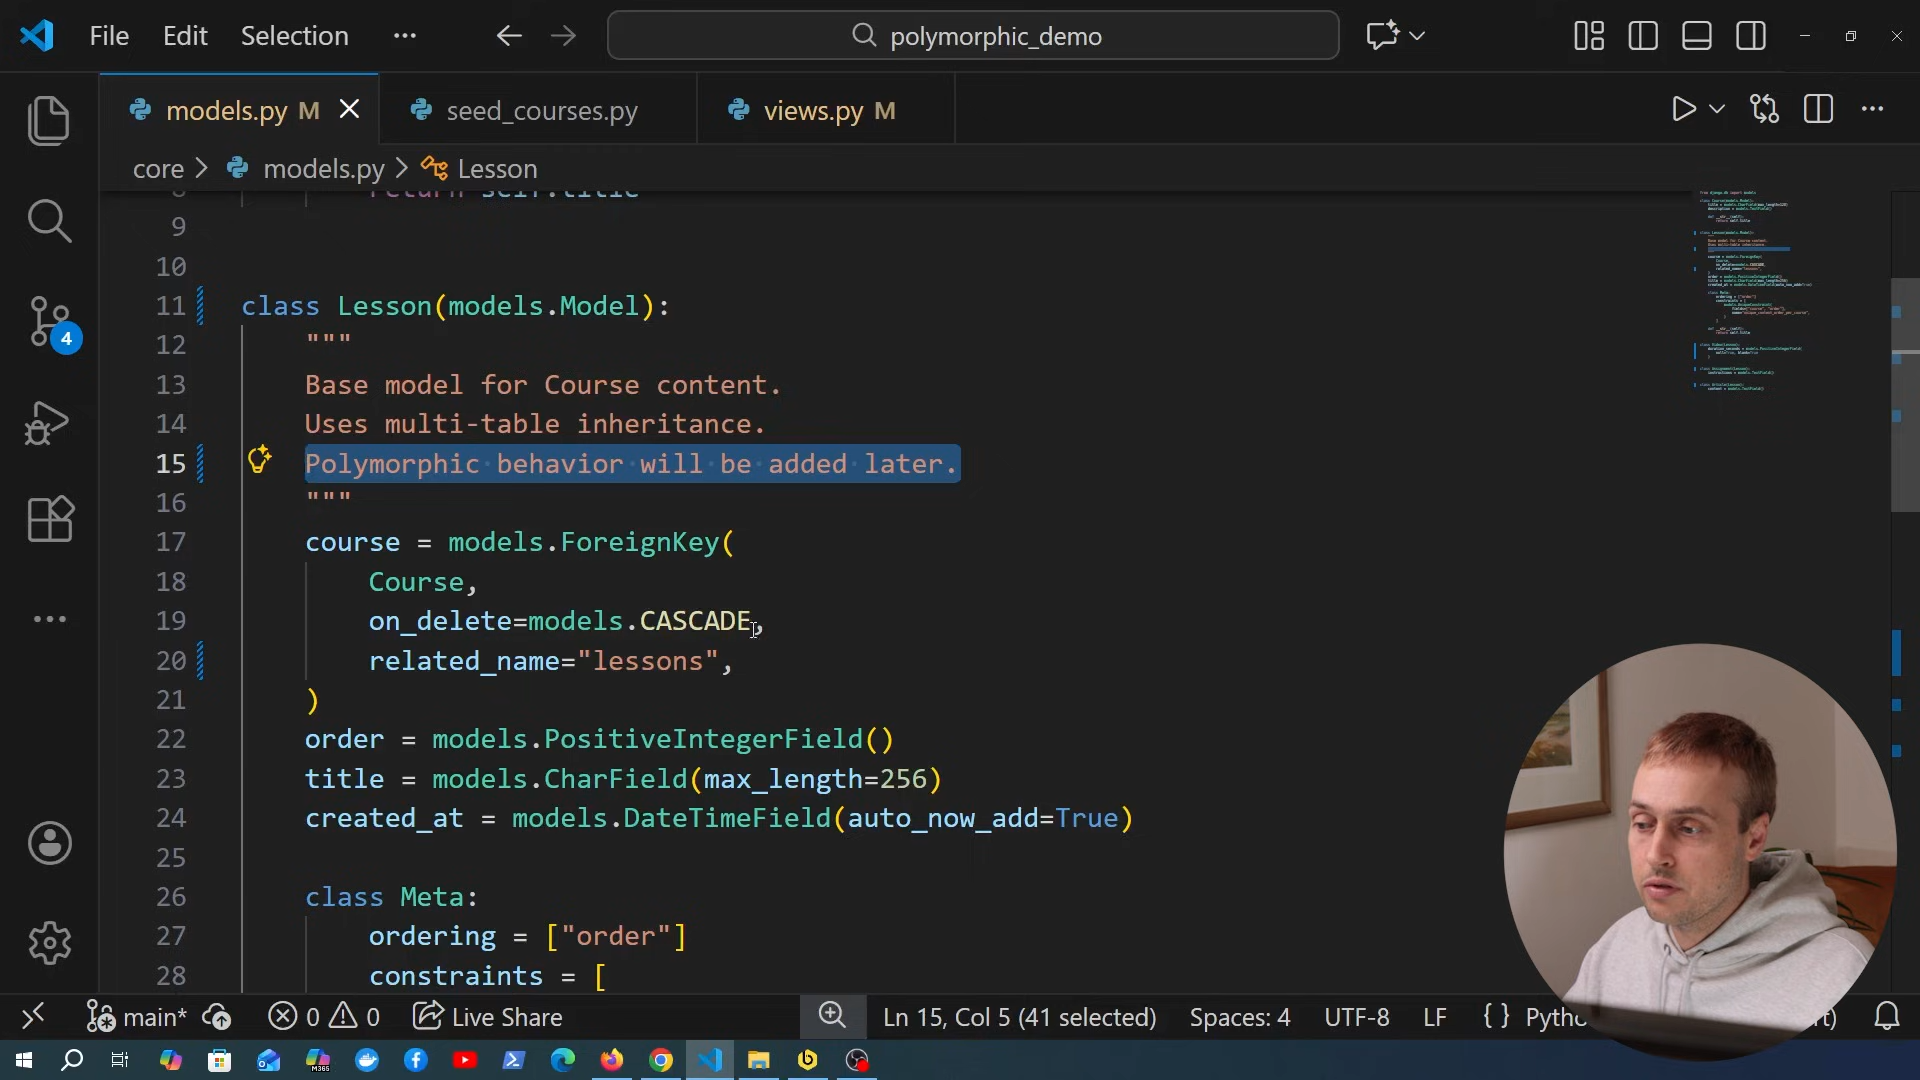 File Edit Selection ··· polymorphic_demo
models.py M seed_courses.py views.py M
core > models.py > Lesson
8 return self.title
9
10
11 class Lesson(models.Model):
12 """
13 Base model for Course content.
14 Uses multi-table inheritance.
15 Polymorphic behavior will be added later.
16 """
17 course = models.ForeignKey(
18 Course,
19 on_delete=models.CASCADE,
20 related_name="lessons",
21 )
22 order = models.PositiveIntegerField()
23 title = models.CharField(max_length=256)
24 created_at = models.DateTimeField(auto_now_add=True)
25
26 class Meta:
27 ordering = ["order"]
28 constraints = [
4
main* 0 0 Live Share Ln 15, Col 5 (41 selected) Spaces: 4 UTF-8 LF {}
M365